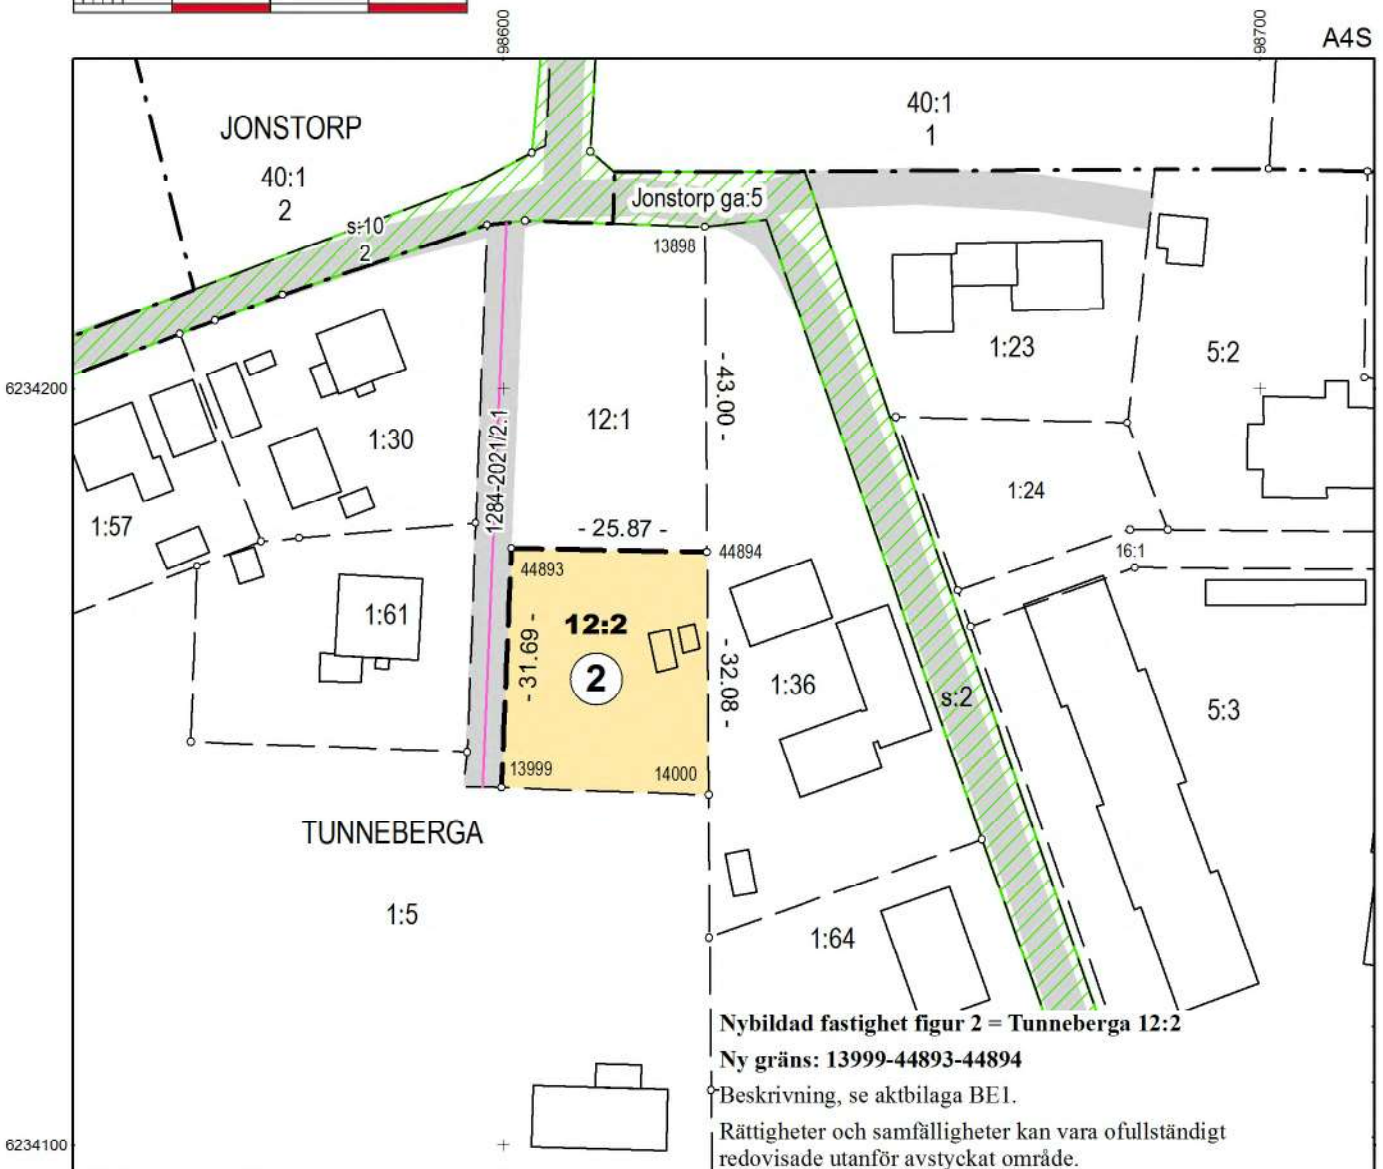 98600
98700
A4S
JONSTORP
40:1
1
40:1
2
s:10
2
Jonstorp ga:5
13898
1:23
5:2
6234200
- 43.00 -
12:1
1:30
1284-2021/2.1
1:24
1:57
- 25.87 -
44894
16:1
44893
1:61
12:2
- 31.69 -
2
- 32.08 -
1:36
s:2
5:3
13999
14000
TUNNEBERGA
1:5
1:64
Nybildad fastighet figur 2 = Tunneberga 12:2
Ny gräns: 13999-44893-44894
Beskrivning, se aktbilaga BE1.
Rättigheter och samfälligheter kan vara ofullständigt
redovisade utanför avstyckat område.
6234100